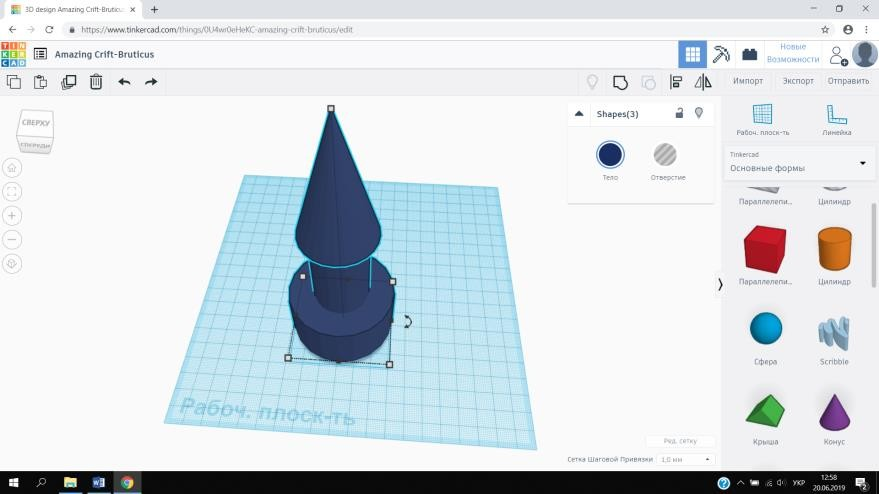 3D design Amazing Crift-Bruticus
https://www.tinkercad.com/things/0U4wr0eHeKC-amazing-crift-bruticus/edit
TIN
KER
CAD
Amazing Crift-Bruticus
Новые
Возможности
Импорт
Экспорт
Отправить
СВЕРХУ
СПЕРЕДИ
Shapes(3)
Тело
Отверстие
Рабоч. плоск-ть
Линейка
Tinkercad
Основные формы
Параллелепи...
Цилиндр
Параллелепи...
Цилиндр
Сфера
Scribble
Крыша
Конус
Рабоч. плоск-ть
Ред. сетку
Сетка Шаговой Привязки
1,0 мм
УКР
12:58
20.06.2019
2